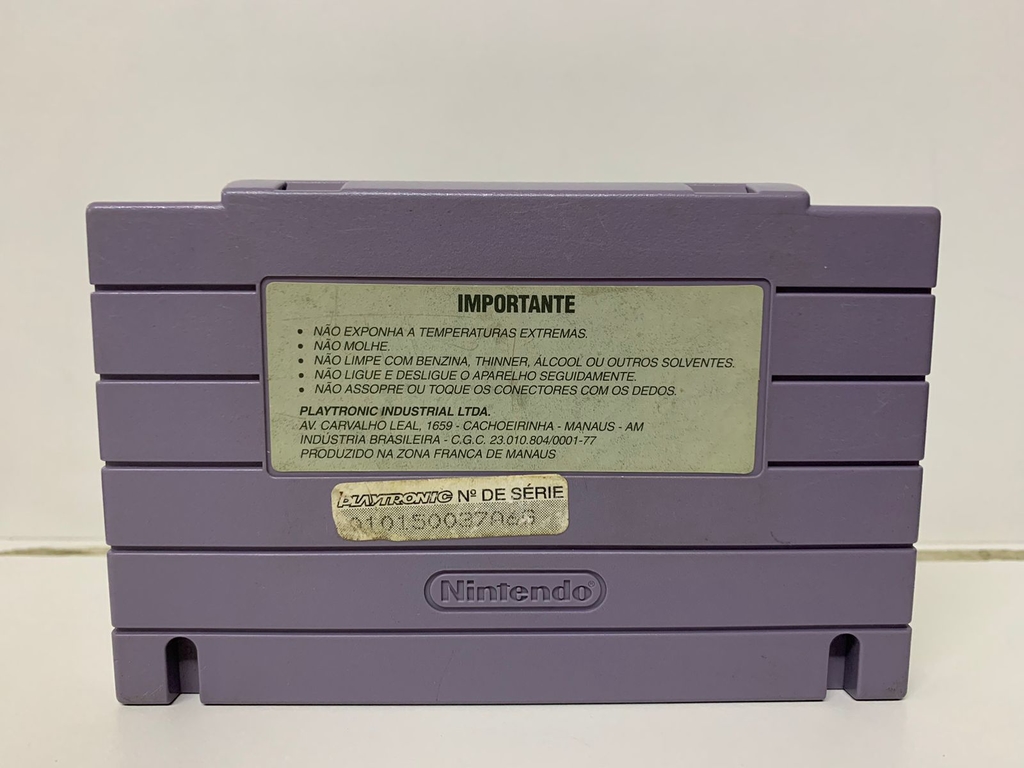 IMPORTANTE
• NÃO EXPONHA A TEMPERATURAS EXTREMAS.
• NÃO MOLHE.
• NÃO LIMPE COM BENZINA, THINNER, ÁLCOOL OU OUTROS SOLVENTES.
• NÃO LIGUE E DESLIGUE O APARELHO SEGUIDAMENTE.
• NÃO ASSOPRE OU TOQUE OS CONECTORES COM OS DEDOS.
PLAYTRONIC INDUSTRIAL LTDA.
AV. CARVALHO LEAL, 1659 - CACHOEIRINHA - MANAUS - AM
INDÚSTRIA BRASILEIRA - C.G.C. 23.010.804/0001-77
PRODUZIDO NA ZONA FRANCA DE MANAUS
PLAYTRONIC Nº DE SÉRIE
Nintendo®